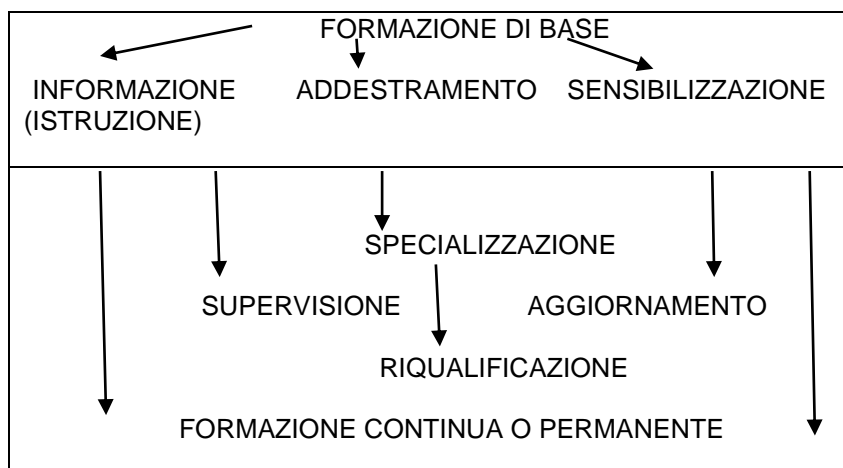 FORMAZIONE DI BASE
INFORMAZIONE ADDESTRAMENTO SENSIBILIZZAZIONE
(ISTRUZIONE)
SPECIALIZZAZIONE
SUPERVISIONE AGGIORNAMENTO
RIQUALIFICAZIONE
FORMAZIONE CONTINUA O PERMANENTE